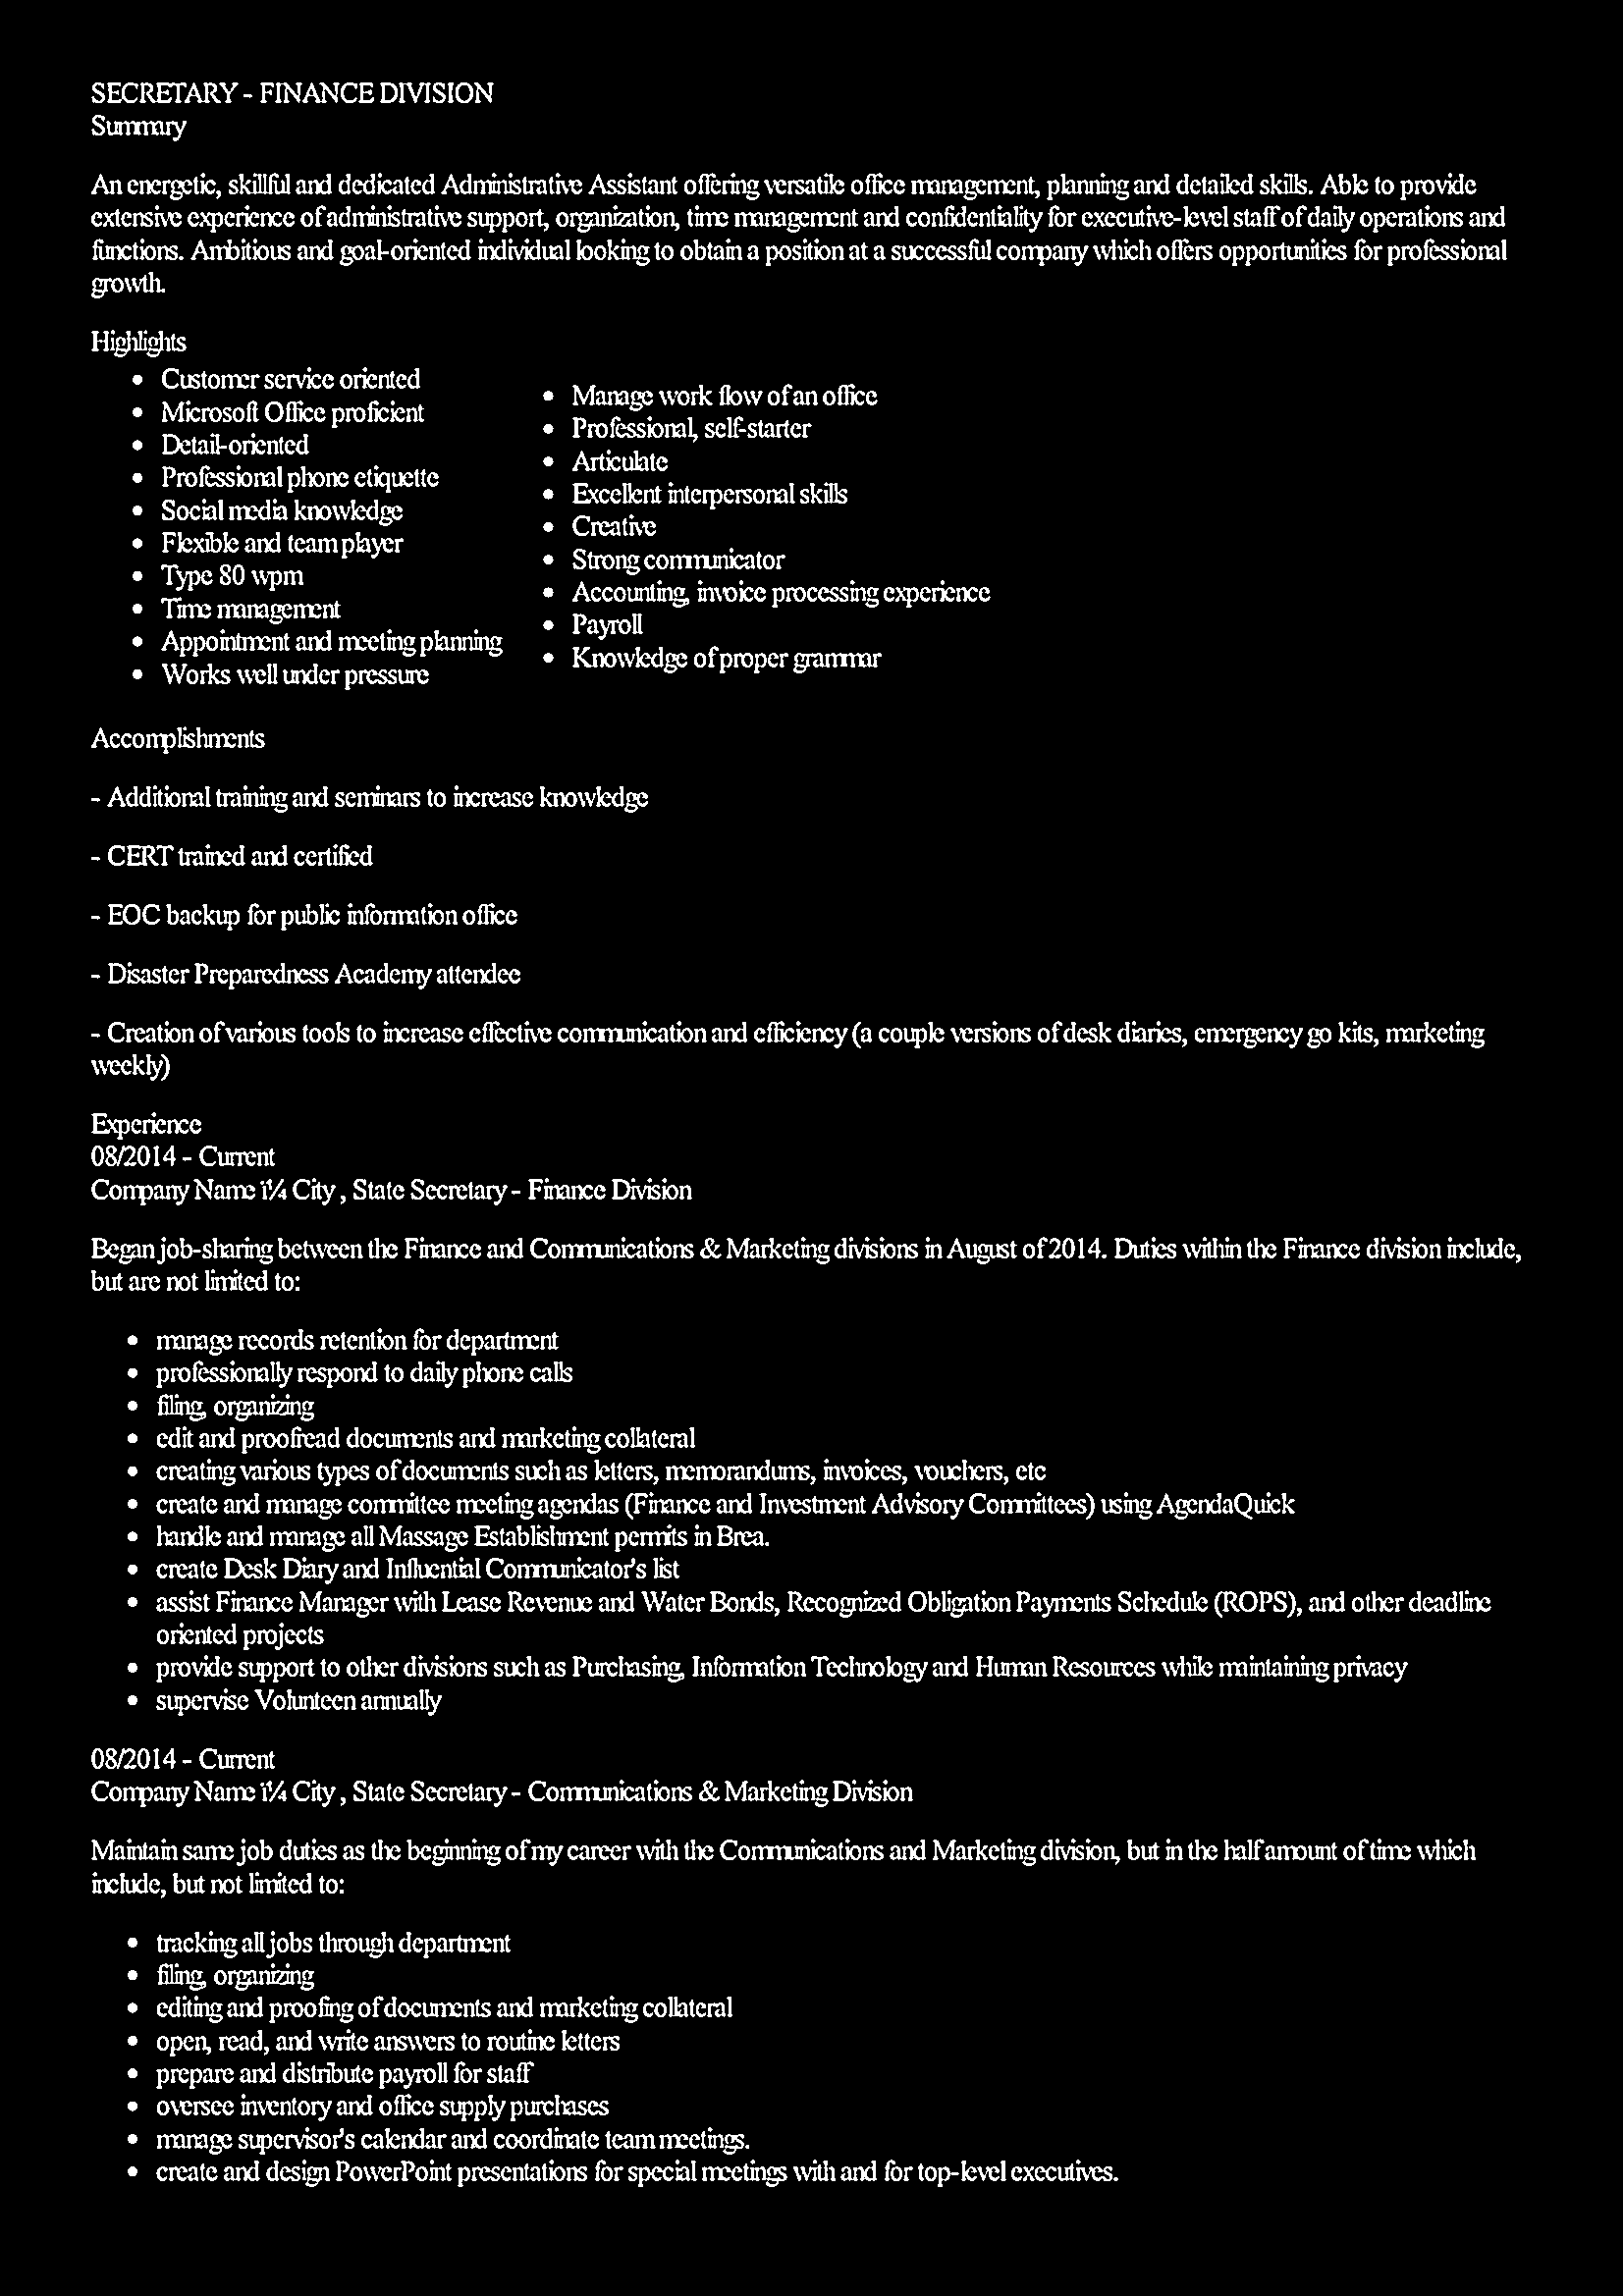 SECRETARY - FINANCE DIVISION
Summary
An energetic, skillful and dedicated Administrative Assistant offering versatile office management, planning and detailed skills. Able to provide
extensive experience of administrative support, organization, time management and confidentiality for executive-level staff of daily operations and
functions. Ambitious and goal-oriented individual looking to obtain a position at a successful company which offers opportunities for professional
growth.
Highlights
• Customer service oriented
• Microsoft Office proficient
• Detail-oriented
• Professional phone etiquette
• Social media knowledge
• Flexible and team player
• Type 80 wpm
• Time management
• Appointment and meeting planning
• Works well under pressure
• Manage work flow of an office
• Professional, self-starter
• Articulate
• Excellent interpersonal skills
• Creative
• Strong communicator
• Accounting, invoice processing experience
• Payroll
• Knowledge of proper grammar
Accomplishments
- Additional training and seminars to increase knowledge
- CERT trained and certified
- EOC backup for public information office
- Disaster Preparedness Academy attendee
- Creation of various tools to increase effective communication and efficiency (a couple versions of desk diaries, emergency go kits, marketing
weekly)
Experience
08/2014 - Current
Company Name ï¼ City , State Secretary - Finance Division
Began job-sharing between the Finance and Communications & Marketing divisions in August of 2014. Duties within the Finance division include,
but are not limited to:
• manage records retention for department
• professionally respond to daily phone calls
• filing, organizing
• edit and proofread documents and marketing collateral
• creating various types of documents such as letters, memorandums, invoices, vouchers, etc
• create and manage committee meeting agendas (Finance and Investment Advisory Committees) using AgendaQuick
• handle and manage all Massage Establishment permits in Brea.
• create Desk Diary and Influential Communicator's list
• assist Finance Manager with Lease Revenue and Water Bonds, Recognized Obligation Payments Schedule (ROPS), and other deadline
oriented projects
• provide support to other divisions such as Purchasing, Information Technology and Human Resources while maintaining privacy
• supervise Volunteen annually
08/2014 - Current
Company Name ï¼ City , State Secretary - Communications & Marketing Division
Maintain same job duties as the beginning of my career with the Communications and Marketing division, but in the half amount of time which
include, but not limited to:
• tracking all jobs through department
• filing, organizing
• editing and proofing of documents and marketing collateral
• open, read, and write answers to routine letters
• prepare and distribute payroll for staff
• oversee inventory and office supply purchases
• manage supervisor's calendar and coordinate team meetings.
• create and design PowerPoint presentations for special meetings with and for top-level executives.